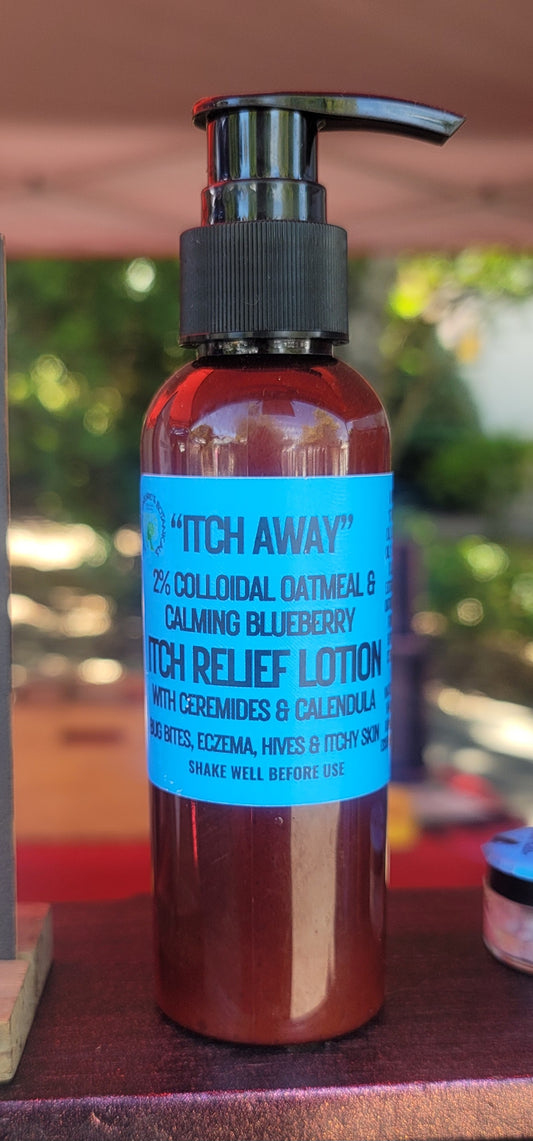 "ITCH AWAY"
2% COLLOIDAL OATMEAL &
CALMING BLUEBERRY
ITCH RELIEF LOTION
WITH CEREMIDES & CALENDULA
BUG BITES, ECZEMA, HIVES & ITCHY SKIN
SHAKE WELL BEFORE USE